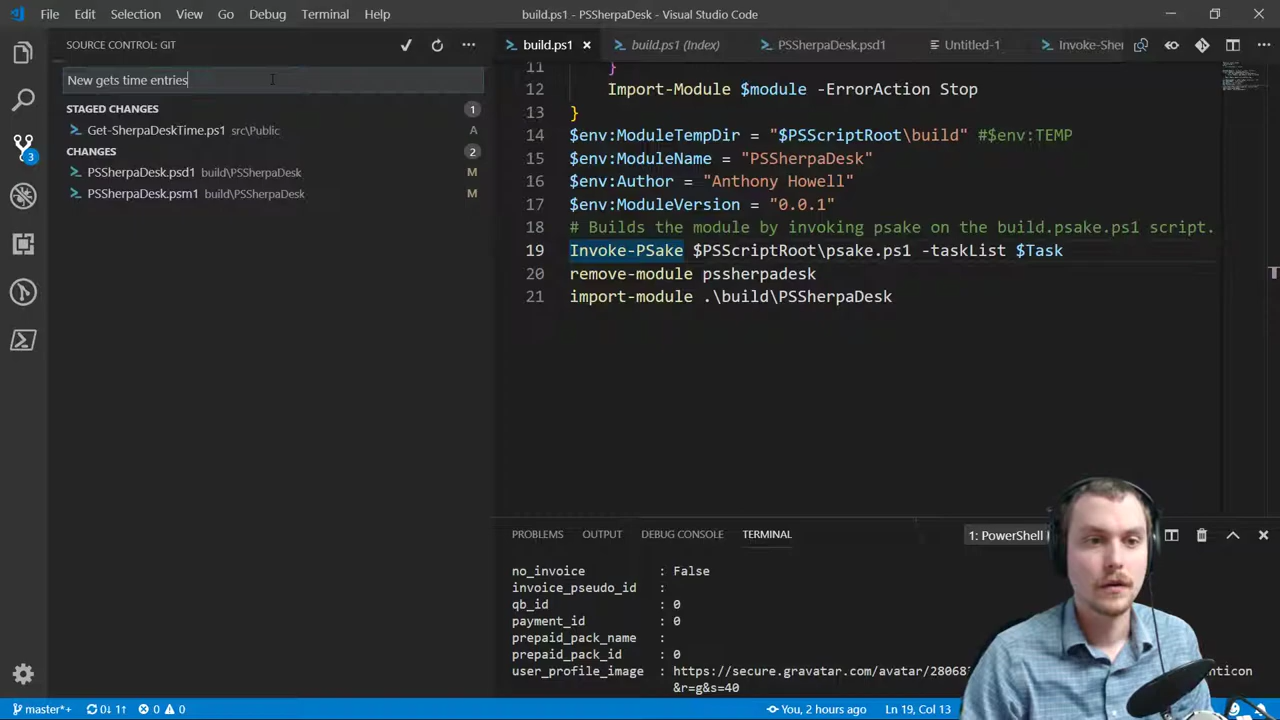 File Edit Selection View Go Debug Terminal Help build.ps1 - PSSherpaDesk - Visual Studio Code
SOURCE CONTROL: GIT
build.ps1 build.ps1 (Index) PSSherpaDesk.psd1 Untitled-1 Invoke-Sher
New gets time entries
STAGED CHANGES 1
Get-SherpaDeskTime.ps1 src\Public A
CHANGES 2
PSSherpaDesk.psd1 build\PSSherpaDesk M
PSSherpaDesk.psm1 build\PSSherpaDesk M
3
11 }
12 Import-Module $module -ErrorAction Stop
13 }
14 $env:ModuleTempDir = "$PSScriptRoot\build" #$env:TEMP
15 $env:ModuleName = "PSSherpaDesk"
16 $env:Author = "Anthony Howell"
17 $env:ModuleVersion = "0.0.1"
18 # Builds the module by invoking psake on the build.psake.ps1 script.
19 Invoke-PSake $PSScriptRoot\psake.ps1 -taskList $Task
20 remove-module pssherpadesk
21 import-module .\build\PSSherpaDesk
PROBLEMS OUTPUT DEBUG CONSOLE TERMINAL 1: PowerShell
no_invoice : False
invoice_pseudo_id :
qb_id : 0
payment_id : 0
prepaid_pack_name :
prepaid_pack_id : 0
user_profile_image : https://secure.gravatar.com/avatar/28068
nticon
&r=g&s=40
master*+ 0↓ 1↑ 0 0 You, 2 hours ago Ln 19, Col 13